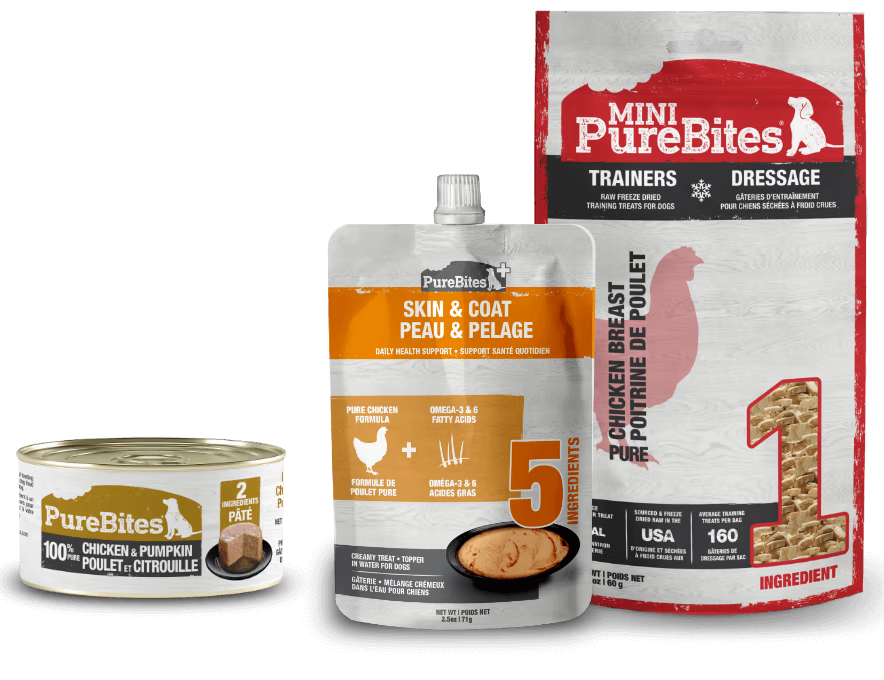 MINI
PureBites
TRAINERS
RAW FREEZE DRIED
TRAINING TREATS FOR DOGS
DRESSAGE
GÂTERIES D'ENTRAÎNEMENT
POUR CHIENS SÉCHÉES À FROID CRUES
PURE CHICKEN BREAST
POITRINE DE POULET
SOURCED & FREEZE
DRIED RAW IN THE
USA
D'ORIGINE ET SÉCHÉES
À FROID CRUES AUX
AVERAGE TRAINING
TREATS PER BAG
160
GÂTERIES DE
DRESSAGE PAR SAC
1
INGREDIENT
WT | POIDS NET
oz | 60 g
PureBites+
SKIN & COAT
PEAU & PELAGE
DAILY HEALTH SUPPORT • SUPPORT SANTÉ QUOTIDIEN
PURE CHICKEN
FORMULA
+
FORMULE DE
POULET PURE
OMEGA-3 & 6
FATTY ACIDS
OMÉGA-3 & 6
ACIDES GRAS
5
INGREDIENTS
CREAMY TREAT • TOPPER
IN WATER FOR DOGS
GÂTERIE • MÉLANGE CRÉMEUX
DANS L'EAU POUR CHIENS
NET WT | POIDS NET
2.5oz | 71g
PureBites
2
INGREDIENTS
PÂTÉ
100% PURE
CHICKEN & PUMPKIN
POULET ET CITROUILLE